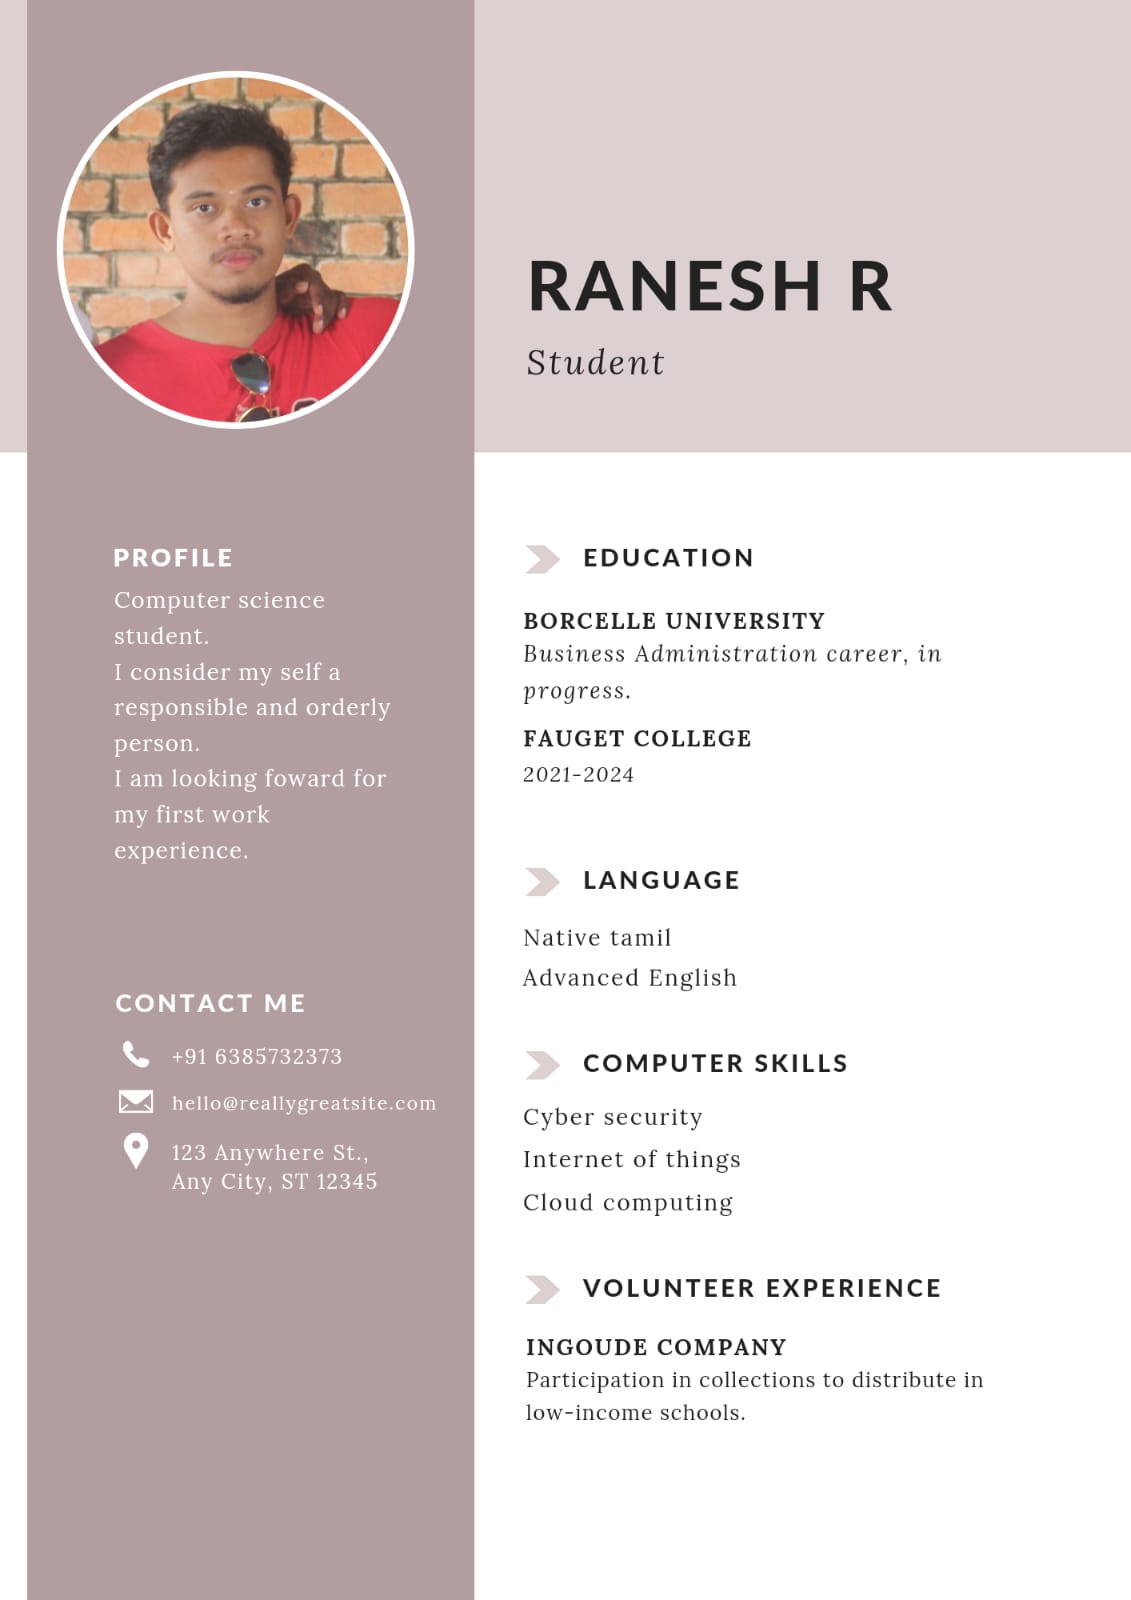 RANESH R
Student
PROFILE
Computer science
student.
I consider my self a
responsible and orderly
person.
I am looking foward for
my first work
experience.
CONTACT ME
+91 6385732373
hello@reallygreatsite.com
123 Anywhere St.,
Any City, ST 12345
EDUCATION
BORCELLE UNIVERSITY
Business Administration career, in
progress.
FAUGET COLLEGE
2021-2024
LANGUAGE
Native tamil
Advanced English
COMPUTER SKILLS
Cyber security
Internet of things
Cloud computing
VOLUNTEER EXPERIENCE
INGOUDE COMPANY
Participation in collections to distribute in
low-income schools.